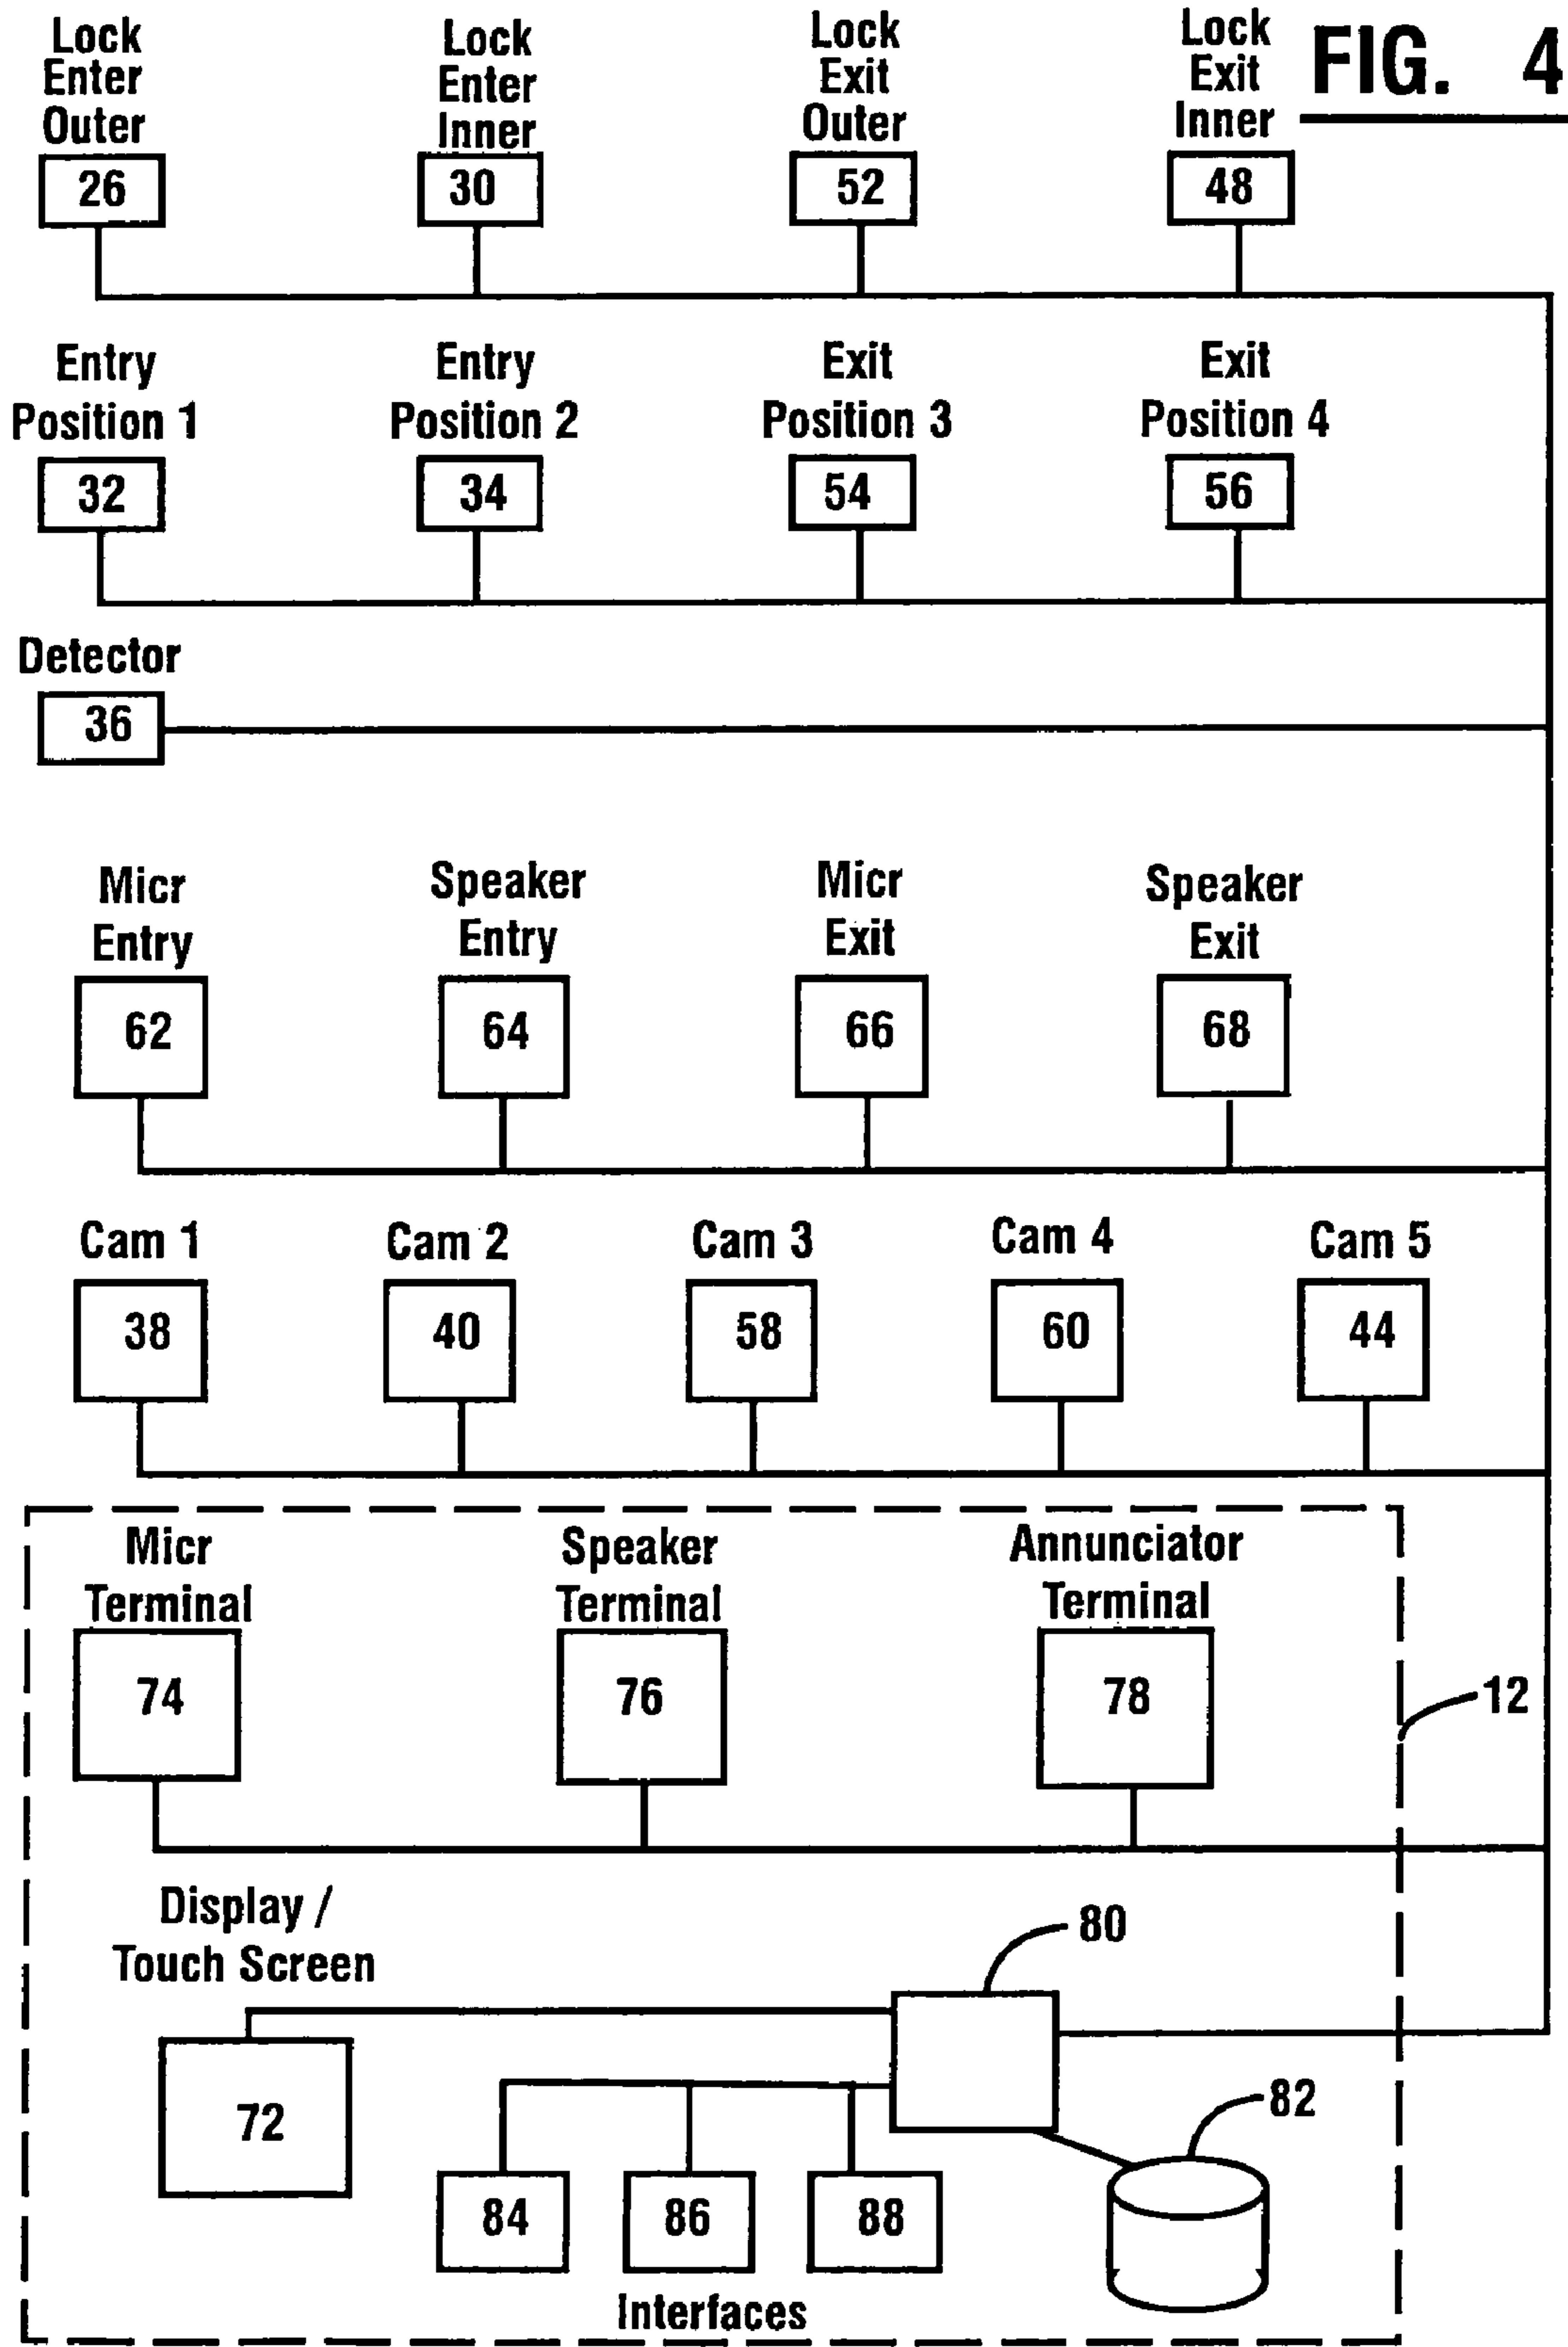 FIG. 4
Lock Enter Outer
Lock Enter Inner
Lock Exit Outer
Lock Exit Inner
26
30
52
48
Entry Position 1
Entry Position 2
Exit Position 3
Exit Position 4
32
34
54
56
Detector
36
Micr Entry
Speaker Entry
Micr Exit
Speaker Exit
62
64
66
68
Cam 1
Cam 2
Cam 3
Cam 4
Cam 5
38
40
58
60
44
Micr Terminal
Speaker Terminal
Annunciator Terminal
74
76
78
12
Display / Touch Screen
80
72
82
84
86
88
Interfaces